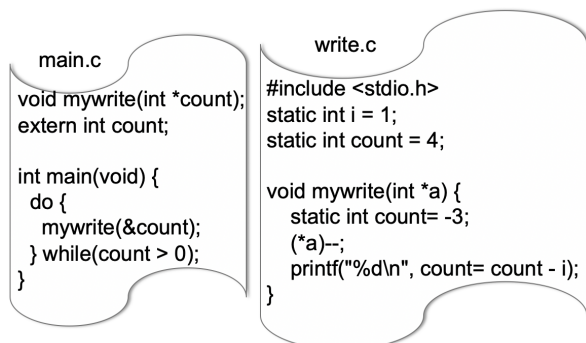 main.c
void mywrite(int *count);
extern int count;
int main(void) {
do {
mywrite(&count);
} while(count > 0);
}
write.c
#include <stdio.h>
static int i = 1;
static int count = 4;
void mywrite(int *a) {
static int count= -3;
(*a)--;
printf("%d\n", count= count - i);
}